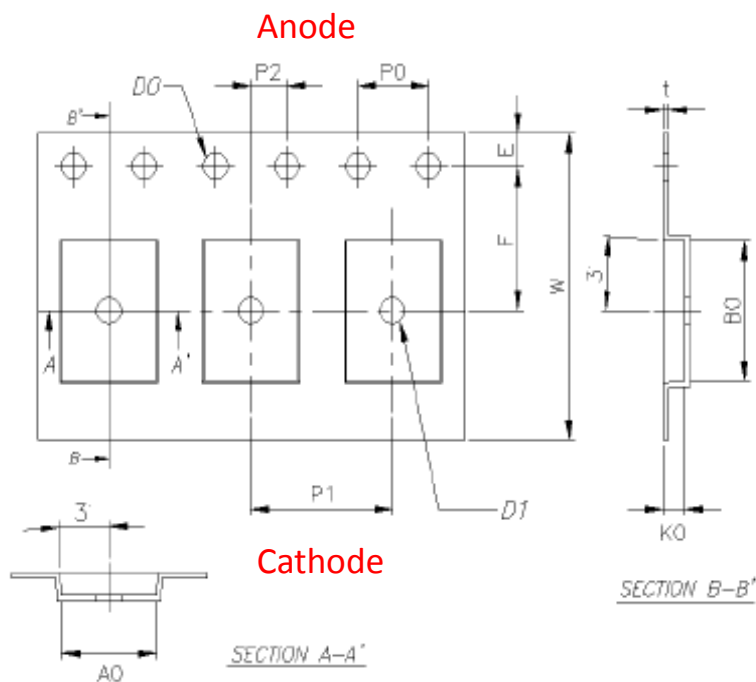 Anode
P2
P0
D0
t
B'
E
F
W
3'
B0
A
A'
B
P1
D1
K0
3'
Cathode
SECTION B-B'
A0
SECTION A-A'